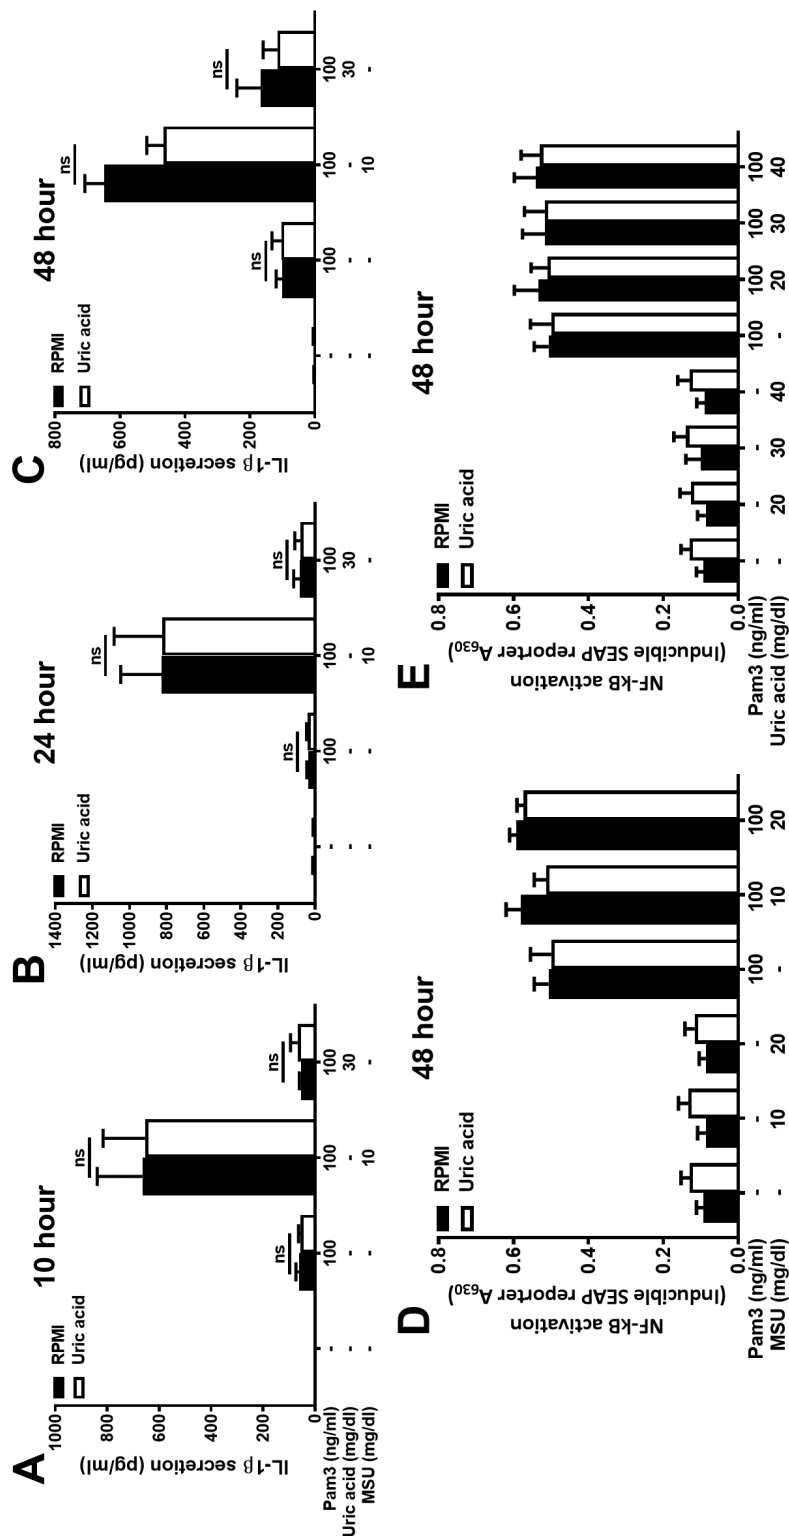 A
10 hour
RPMI
Uric acid
IL-1β secretion (pg/ml)
1000
800
600
400
200
0
ns
ns
ns
Pam3 (ng/ml) - 100 100 100
Uric acid (mg/dl) - - - 30
MSU (mg/dl) - - 10 -
B
24 hour
RPMI
Uric acid
IL-1β secretion (pg/ml)
1400
1200
1000
800
600
400
200
0
ns
ns
ns
- 100 100 100
- - - 30
- - 10 -
C
48 hour
RPMI
Uric acid
IL-1β secretion (pg/ml)
800
600
400
200
0
ns
ns
ns
- 100 100 100
- - - 30
- - 10 -
D
48 hour
RPMI
Uric acid
NF-kB activation
(Inducible SEAP reporter A630)
0.8
0.6
0.4
0.2
0.0
Pam3 (ng/ml) - - - 100 100 100
MSU (mg/dl) - 10 20 - 10 20
E
48 hour
RPMI
Uric acid
NF-kB activation
(Inducible SEAP reporter A630)
0.8
0.6
0.4
0.2
0.0
Pam3 (ng/ml) - - - - 100 100 100 100
Uric acid (mg/dl) - 20 30 40 - 20 30 40